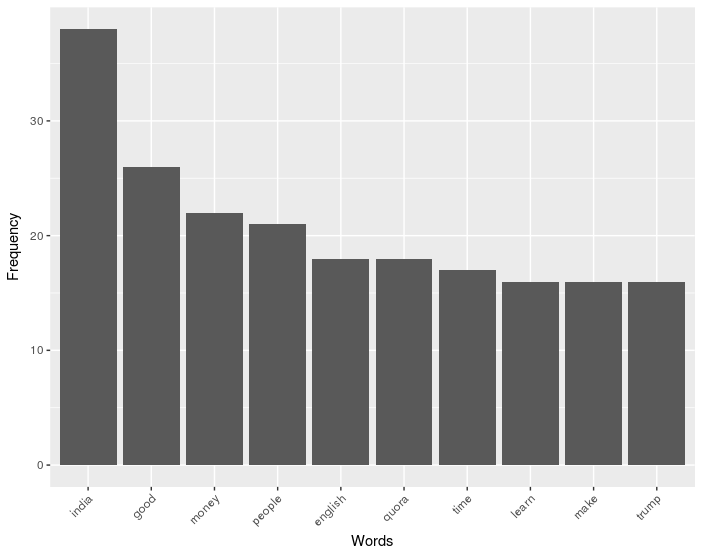 Frequency
30
20
10
0
india
good
money
people
english
quora
time
learn
make
trump
Words